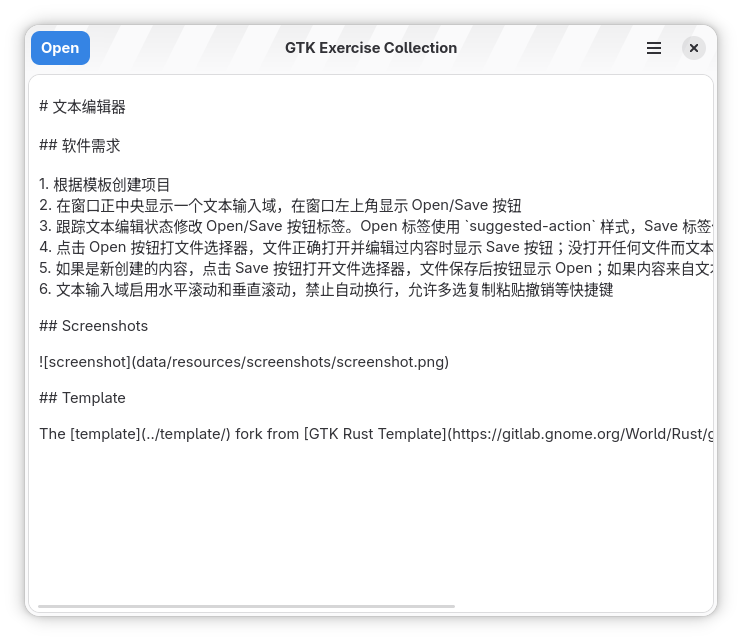 Open
GTK Exercise Collection
# 文本编辑器
## 软件需求
1. 根据模板创建项目
2. 在窗口正中央显示一个文本输入域，在窗口左上角显示 Open/Save 按钮
3. 跟踪文本编辑状态修改 Open/Save 按钮标签。Open 标签使用 `suggested-action` 样式，Save 标签
4. 点击 Open 按钮打文件选择器，文件正确打开并编辑过内容时显示 Save 按钮；没打开任何文件而文本
5. 如果是新创建的内容，点击 Save 按钮打开文件选择器，文件保存后按钮显示 Open；如果内容来自文
6. 文本输入域启用水平滚动和垂直滚动，禁止自动换行，允许多选复制粘贴撤销等快捷键
## Screenshots
![screenshot](data/resources/screenshots/screenshot.png)
## Template
The [template](../template/) fork from [GTK Rust Template](https://gitlab.gnome.org/World/Rust/g